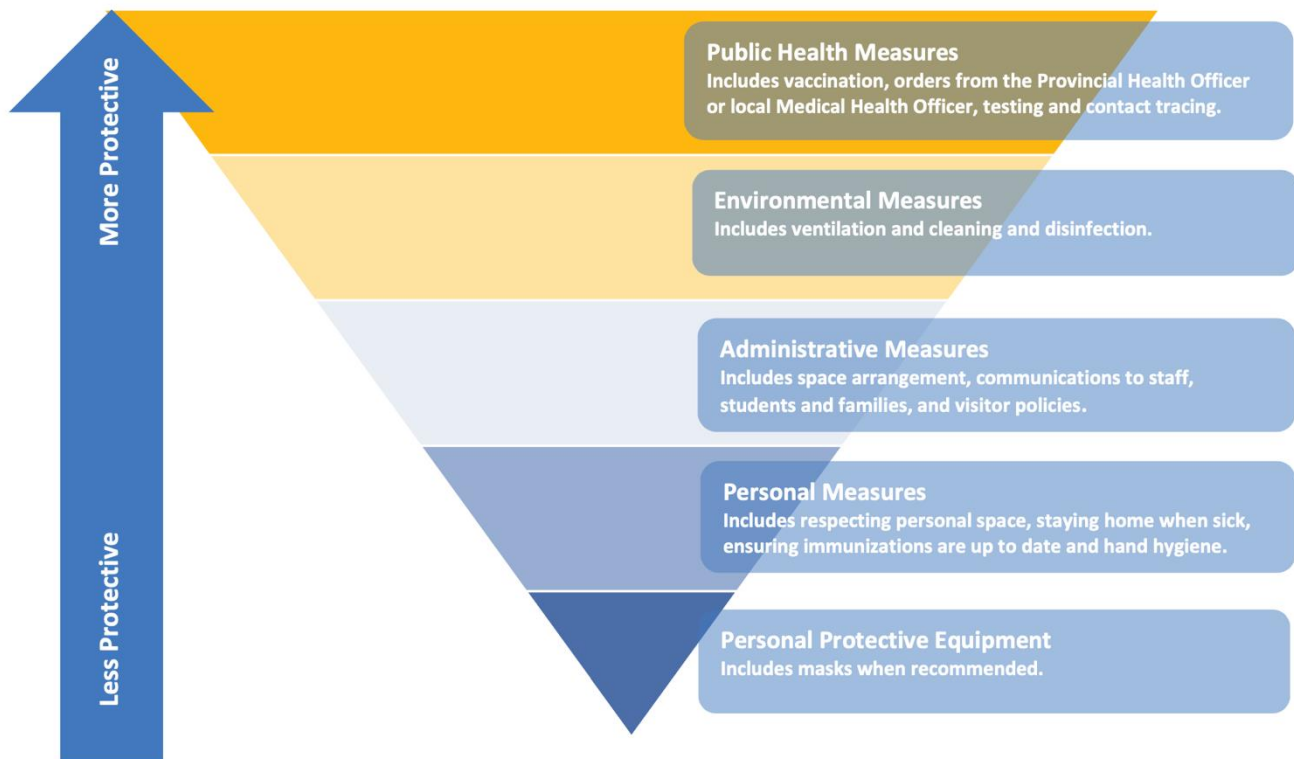 More Protective
Less Protective
Public Health Measures
Includes vaccination, orders from the Provincial Health Officer
or local Medical Health Officer, testing and contact tracing.
Environmental Measures
Includes ventilation and cleaning and disinfection.
Administrative Measures
Includes space arrangement, communications to staff,
students and families, and visitor policies.
Personal Measures
Includes respecting personal space, staying home when sick,
ensuring immunizations are up to date and hand hygiene.
Personal Protective Equipment
Includes masks when recommended.